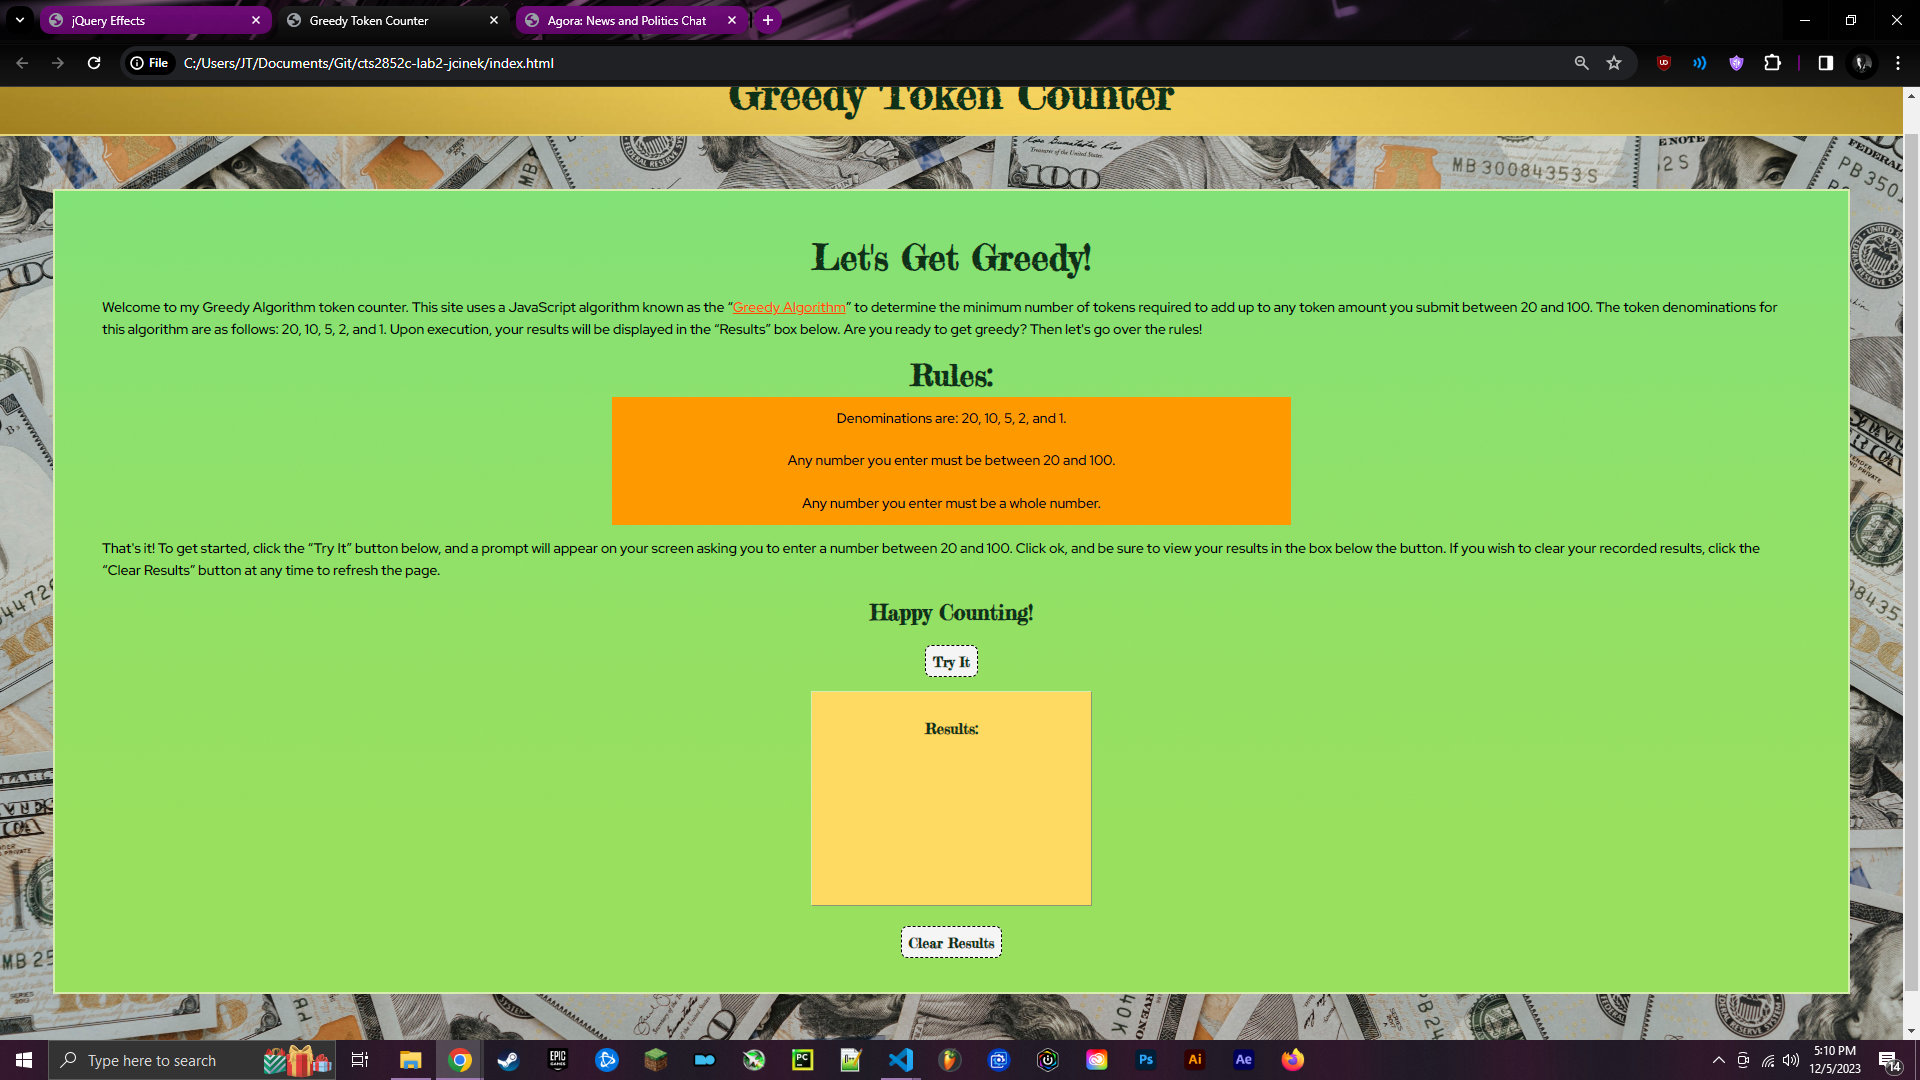 jQuery Effects
Greedy Token Counter
Agora: News and Politics Chat
File
C:/Users/JT/Documents/Git/cts2852c-lab2-jcinek/index.html
Greedy Token Counter
100
MB 30084353 S
Let's Get Greedy!
Welcome to my Greedy Algorithm token counter. This site uses a JavaScript algorithm known as the “Greedy Algorithm” to determine the minimum number of tokens required to add up to any token amount you submit between 20 and 100. The token denominations for
this algorithm are as follows: 20, 10, 5, 2, and 1. Upon execution, your results will be displayed in the “Results” box below. Are you ready to get greedy? Then let's go over the rules!
Rules:
Denominations are: 20, 10, 5, 2, and 1.
Any number you enter must be between 20 and 100.
Any number you enter must be a whole number.
That's it! To get started, click the “Try It” button below, and a prompt will appear on your screen asking you to enter a number between 20 and 100. Click ok, and be sure to view your results in the box below the button. If you wish to clear your recorded results, click the
“Clear Results” button at any time to refresh the page.
Happy Counting!
Try It
Results:
Clear Results
Type here to search
EPIC GAMES
PC
Ps
Ai
Ae
5:10 PM
12/5/2023
14